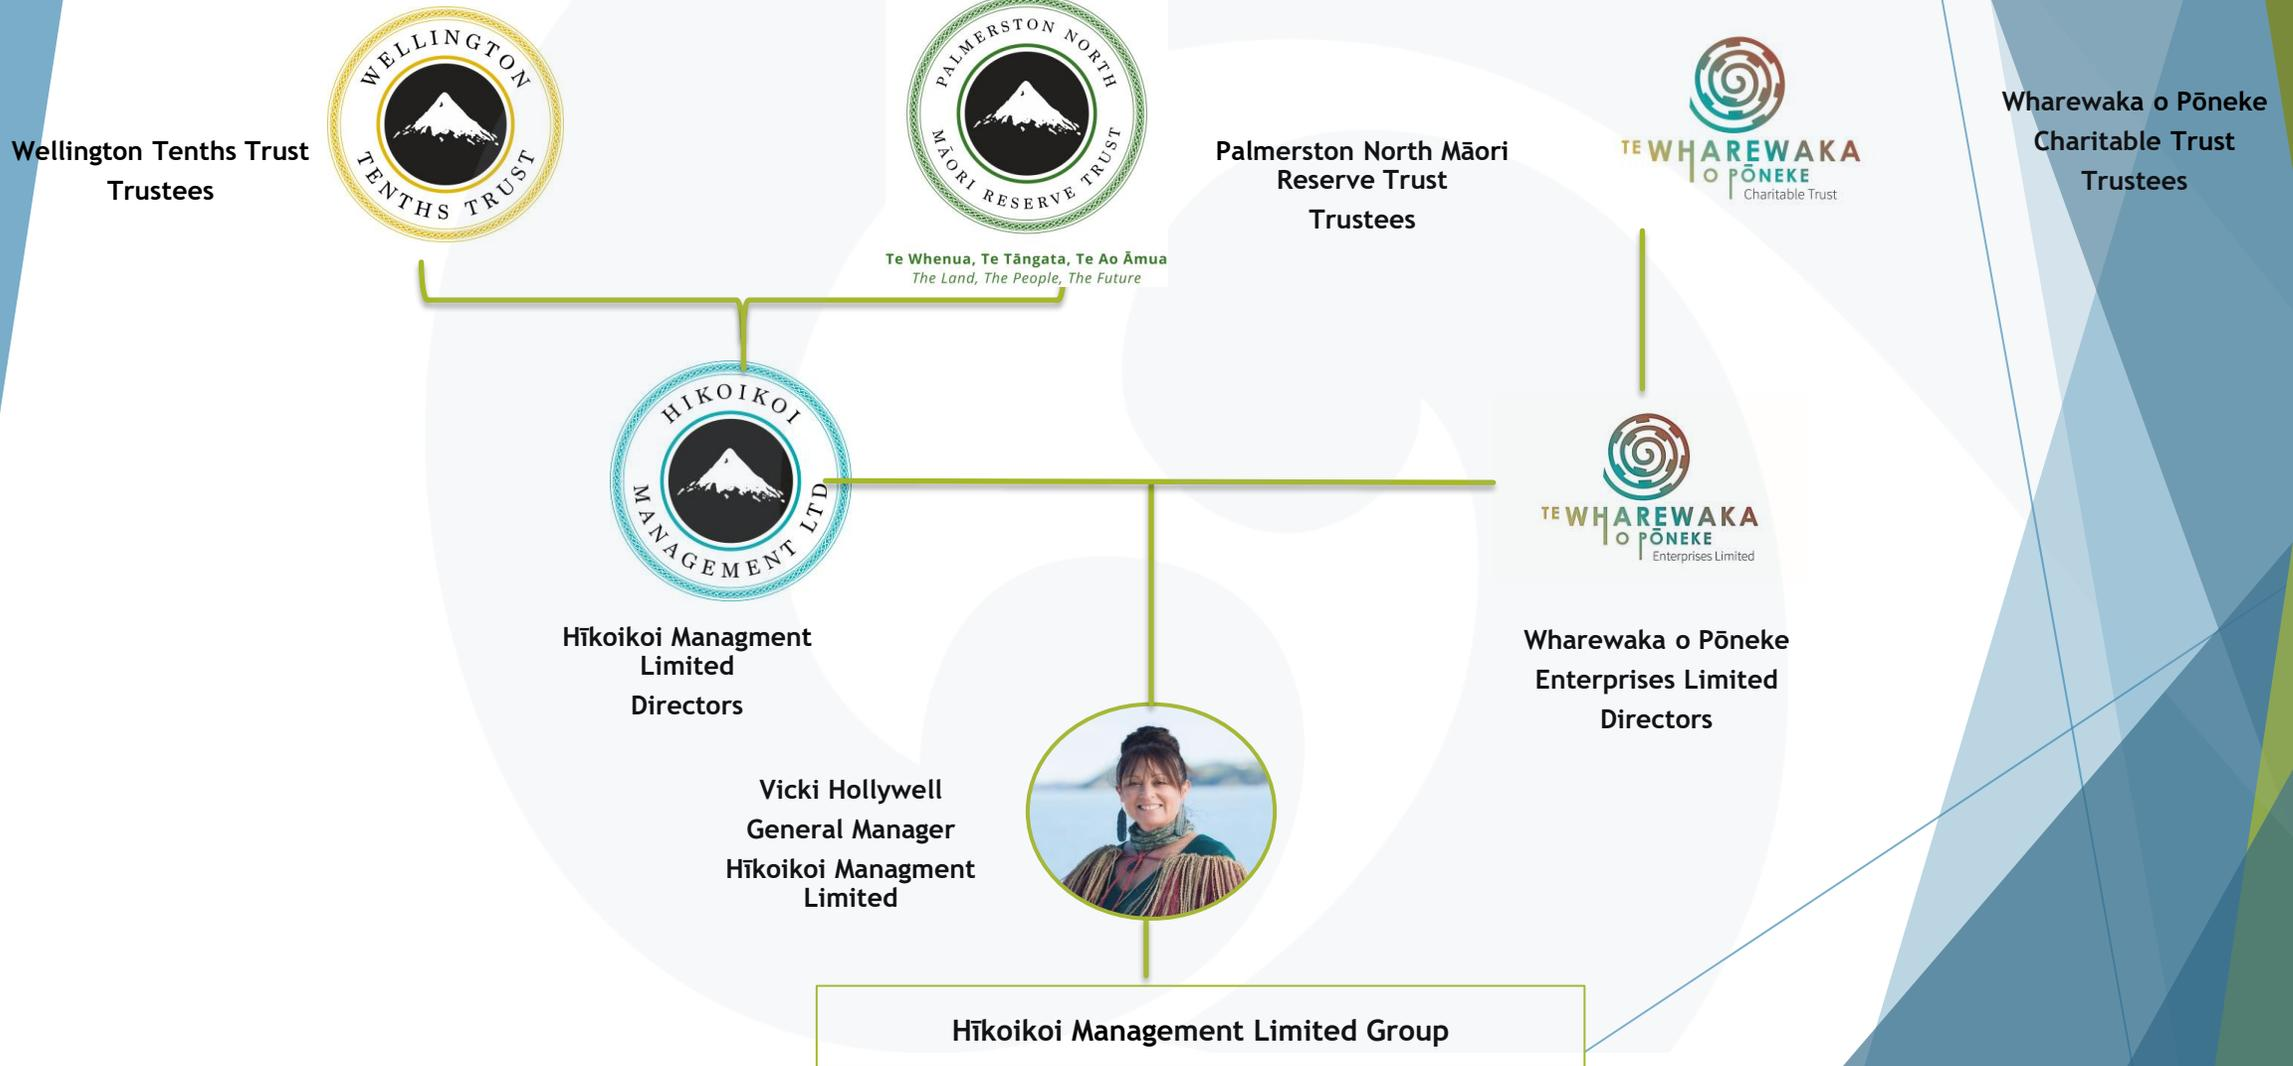 WELLINGTON
TENTHS TRUST
Wellington Tenths Trust
Trustees
PALMERSTON NORTH
MĀORI RESERVE TRUST
Te Whenua, Te Tāngata, Te Ao Āmua
The Land, The People, The Future
Palmerston North Māori
Reserve Trust
Trustees
TE WHAREWAKA
O PŌNEKE
Charitable Trust
Wharewaka o Pōneke
Charitable Trust
Trustees
HIKOIKOI
MANAGEMENT LTD
Hīkoikoi Managment
Limited
Directors
TE WHAREWAKA
O PŌNEKE
Enterprises Limited
Wharewaka o Pōneke
Enterprises Limited
Directors
Vicki Hollywell
General Manager
Hīkoikoi Managment
Limited
Hīkoikoi Management Limited Group